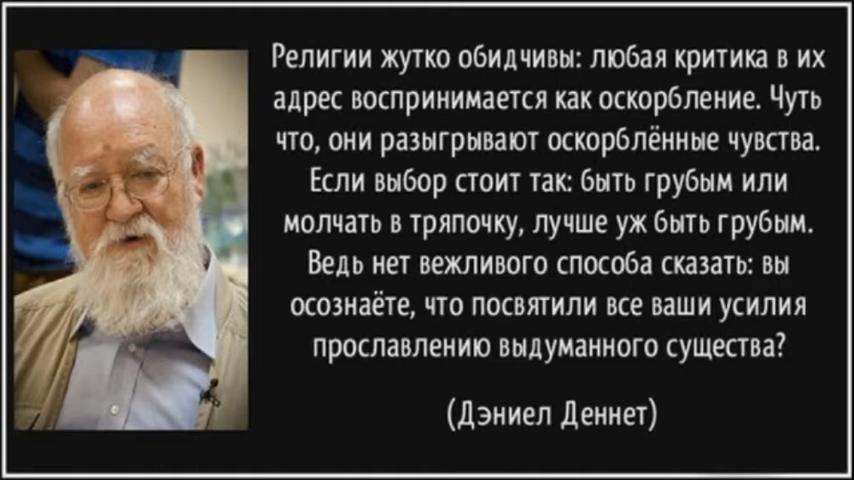 Религии жутко обидчивы: любая критика в их
адрес воспринимается как оскорбление. Чуть
что, они разыгрывают оскорблённые чувства.
Если выбор стоит так: быть грубым или
молчать в тряпочку, лучше уж быть грубым.
Ведь нет вежливого способа сказать: вы
осознаёте, что посвятили все ваши усилия
прославлению выдуманного существа?
(Дэниел Деннет)